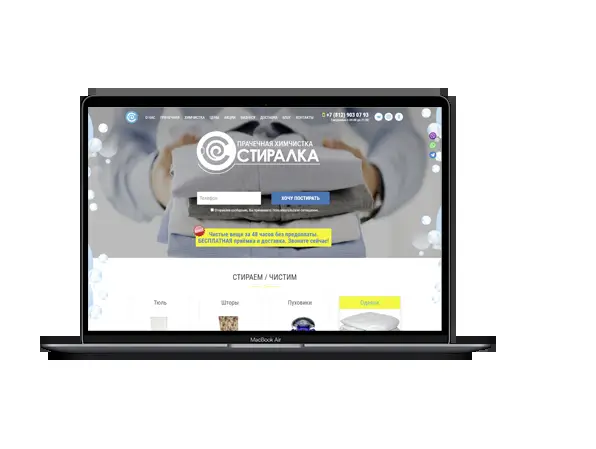 О НАС ПРАЧЕЧНАЯ ХИМЧИСТКА ЦЕНЫ АКЦИИ ДОСТАВКА БЛОГ КОНТАКТЫ
+7 (812) 903 07 93
ПРАЧЕЧНАЯ ХИМЧИСТКА
СТИРАЛКА
Телефон
ХОЧУ ПОСТИРАТЬ
Чистые вещи за 48 часов без предоплаты.
БЕСПЛАТНАЯ приёмка и доставка. Звоните сейчас!
СТИРАЕМ / ЧИСТИМ
Тюль Шторы Пуховики Одеяла
MacBook Air